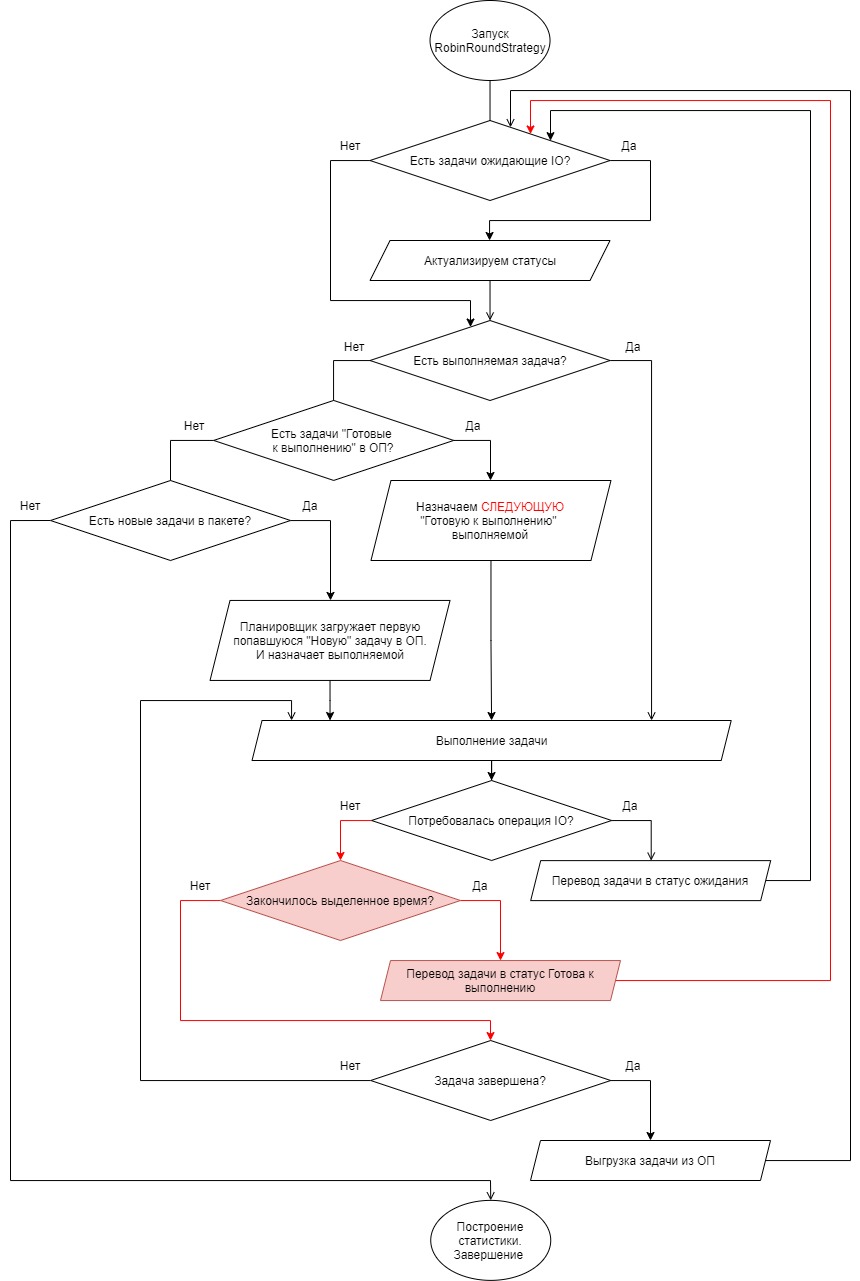 Запуск
RobinRoundStrategy
Нет
Да
Есть задачи ожидающие IO?
Актуализируем статусы
Нет
Да
Есть выполняемая задача?
Нет
Да
Есть задачи "Готовые
к выполнению" в ОП?
Нет
Да
Есть новые задачи в пакете?
Назначаем СЛЕДУЮЩУЮ
"Готовую к выполнению"
выполняемой
Планировщик загружает первую
попавшуюся "Новую" задачу в ОП.
И назначает выполняемой
Выполнение задачи
Нет
Да
Потребовалась операция IO?
Перевод задачи в статус ожидания
Нет
Да
Закончилось выделенное время?
Перевод задачи в статус Готова к
выполнению
Нет
Да
Задача завершена?
Выгрузка задачи из ОП
Построение
статистики.
Завершение